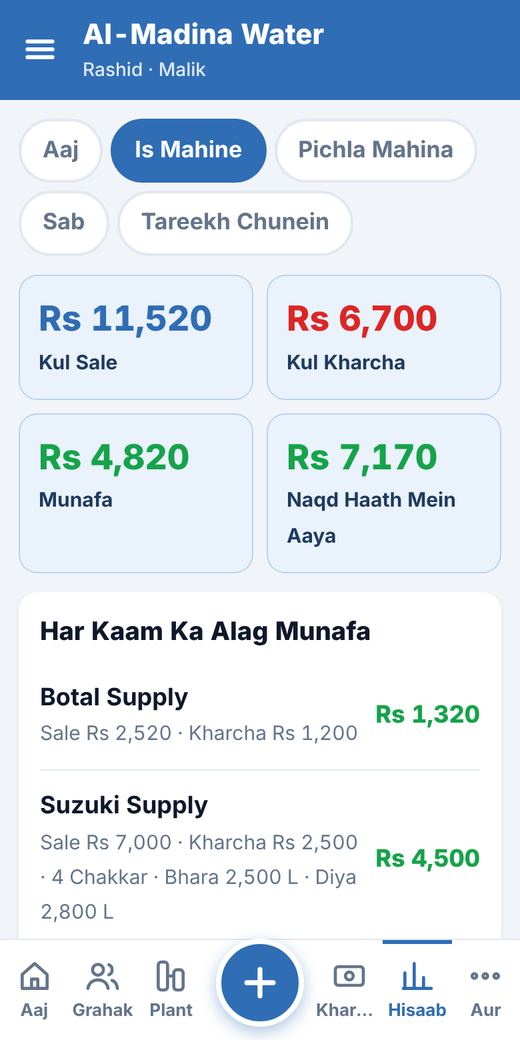 Al-Madina Water
Rashid · Malik
Aaj
Is Mahine
Pichla Mahina
Sab
Tareekh Chunein
Rs 11,520
Kul Sale
Rs 6,700
Kul Kharcha
Rs 4,820
Munafa
Rs 7,170
Naqd Haath Mein
Aaya
Har Kaam Ka Alag Munafa
Botal Supply
Sale Rs 2,520 · Kharcha Rs 1,200
Rs 1,320
Suzuki Supply
Sale Rs 7,000 · Kharcha Rs 2,500
· 4 Chakkar · Bhara 2,500 L · Diya
2,800 L
Rs 4,500
Aaj
Grahak
Plant
Khar...
Hisaab
Aur